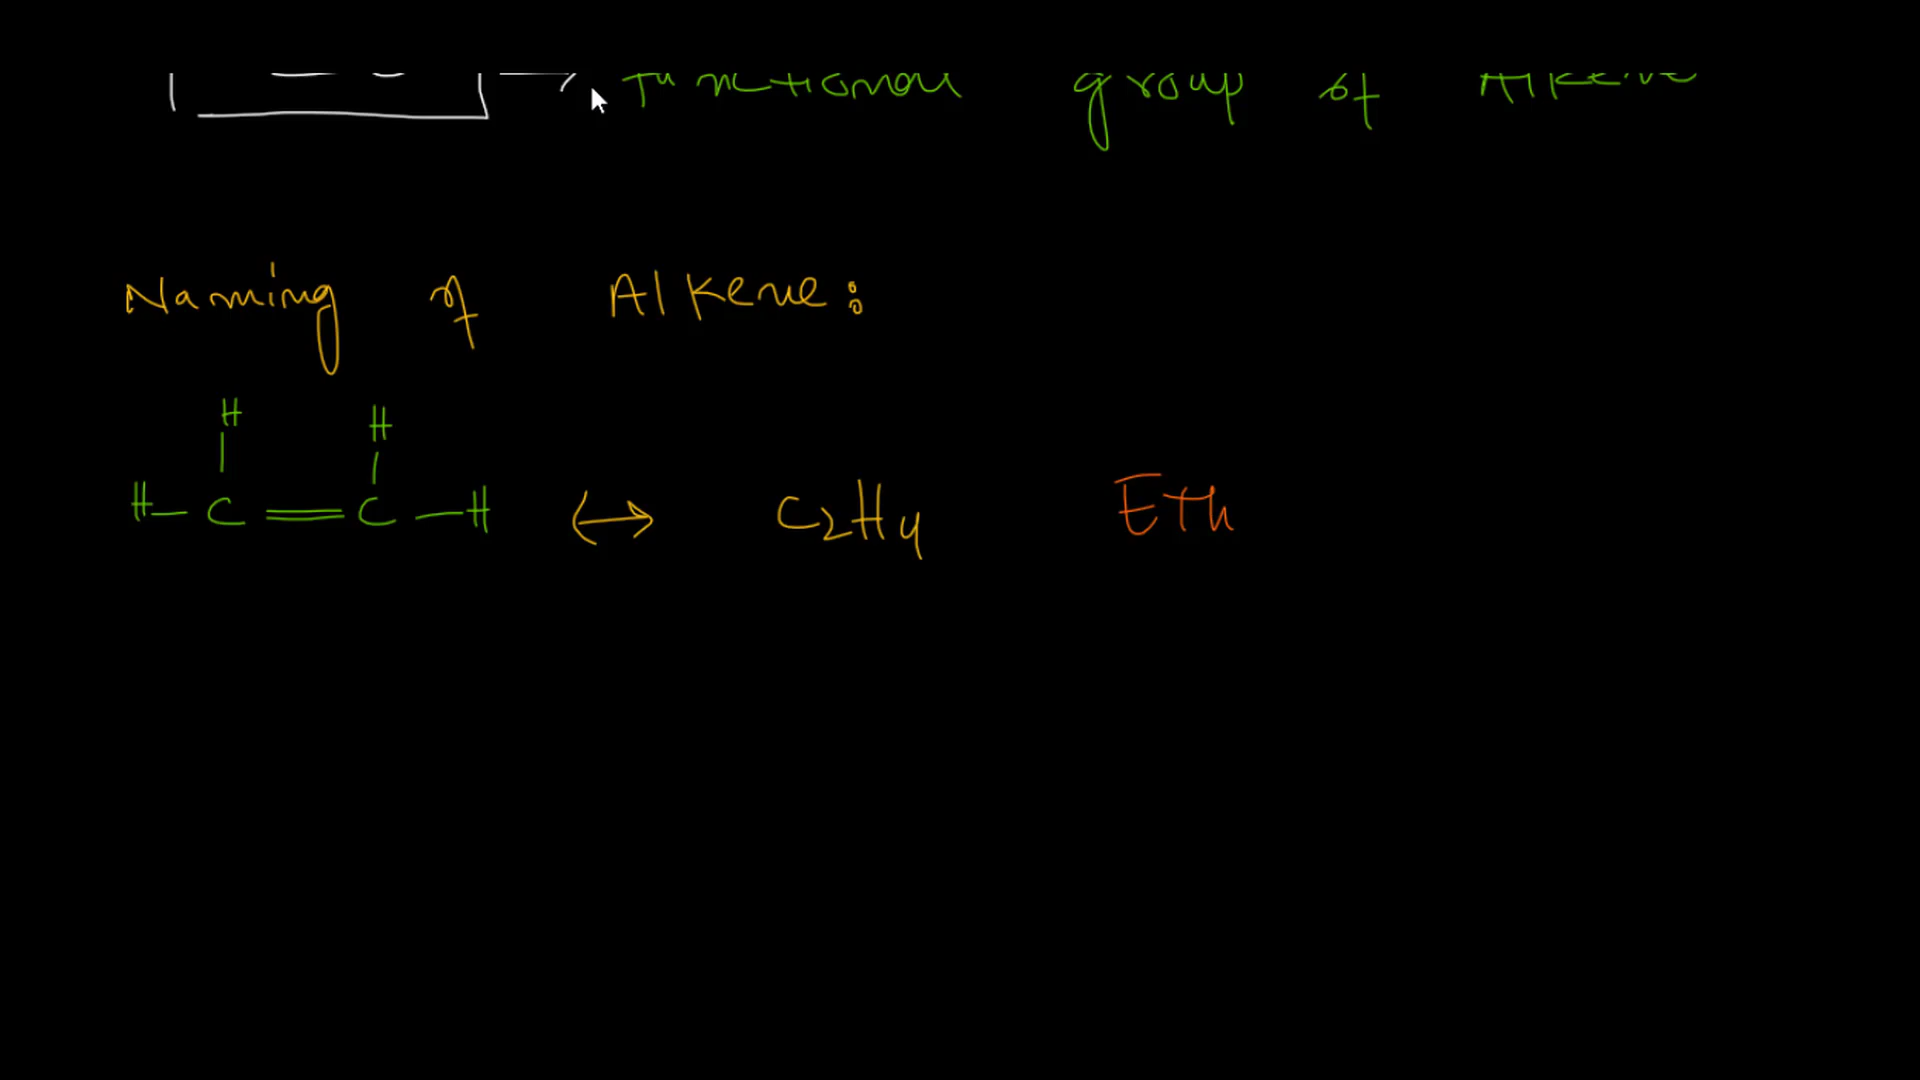 Functional group of Alkene
Naming of Alkene:
H H
H-C=C-H ↔ C2H4 Eth